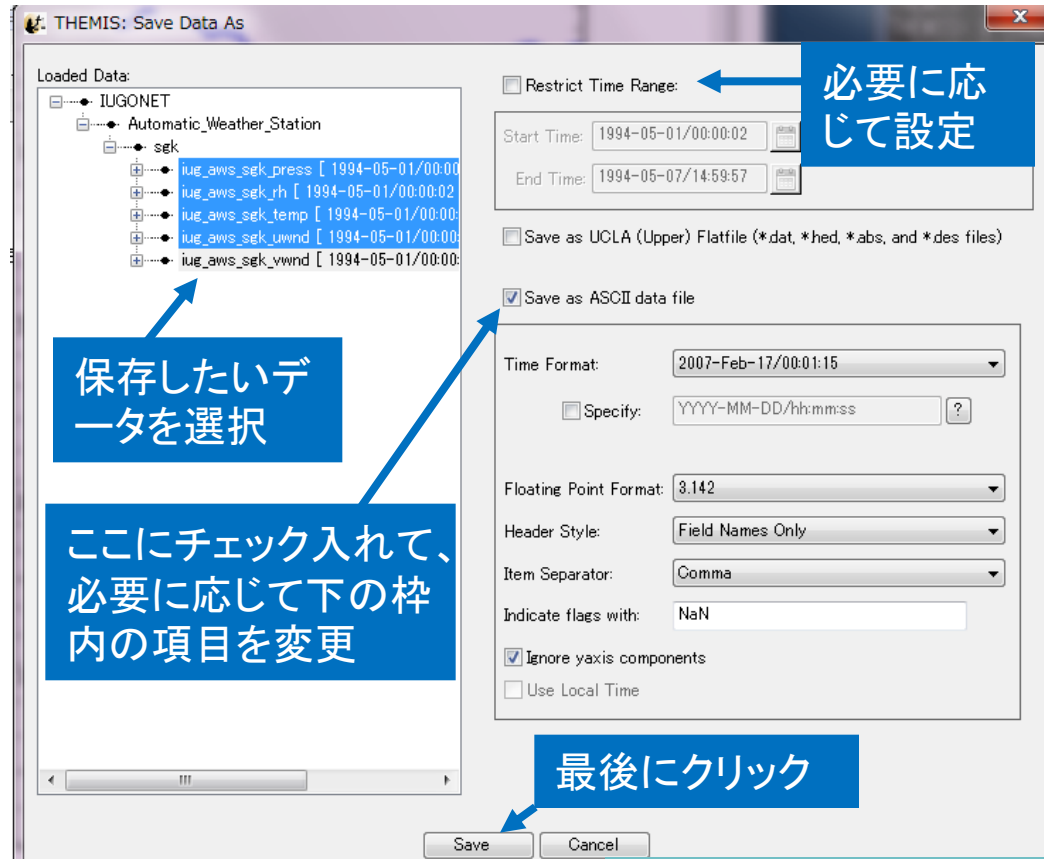 THEMIS: Save Data As
Loaded Data:
IUGONET
Automatic_Weather_Station
sgk
iug_aws_sgk_press [ 1994-05-01/00:00
iug_aws_sgk_rh [ 1994-05-01/00:00:02
iug_aws_sgk_temp [ 1994-05-01/00:00:
iug_aws_sgk_uwnd [ 1994-05-01/00:00:
iug_aws_sgk_vwnd [ 1994-05-01/00:00:
保存したいデ
ータを選択
ここにチェック入れて、
必要に応じて下の枠
内の項目を変更
Restrict Time Range:
必要に応
じて設定
Start Time: 1994-05-01/00:00:02
End Time: 1994-05-07/14:59:57
Save as UCLA (Upper) Flatfile (*.dat, *.hed, *.abs, and *.des files)
Save as ASCII data file
Time Format: 2007-Feb-17/00:01:15
Specify: YYYY-MM-DD/hh:mm:ss ?
Floating Point Format: 3.142
Header Style: Field Names Only
Item Separator: Comma
Indicate flags with: NaN
Ignore yaxis components
Use Local Time
最後にクリック
Save Cancel